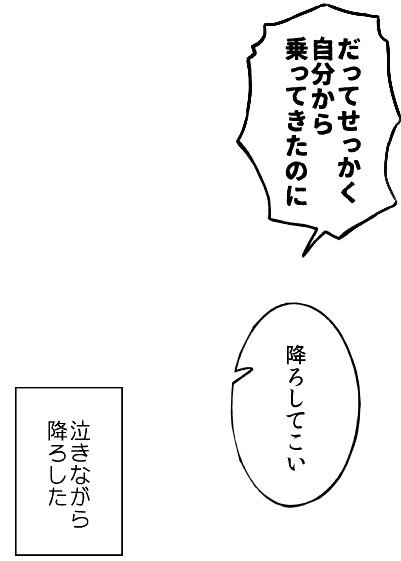 だってせっかく
自分から
乗ってきたのに
降ろしてこい
泣きながら
降ろした